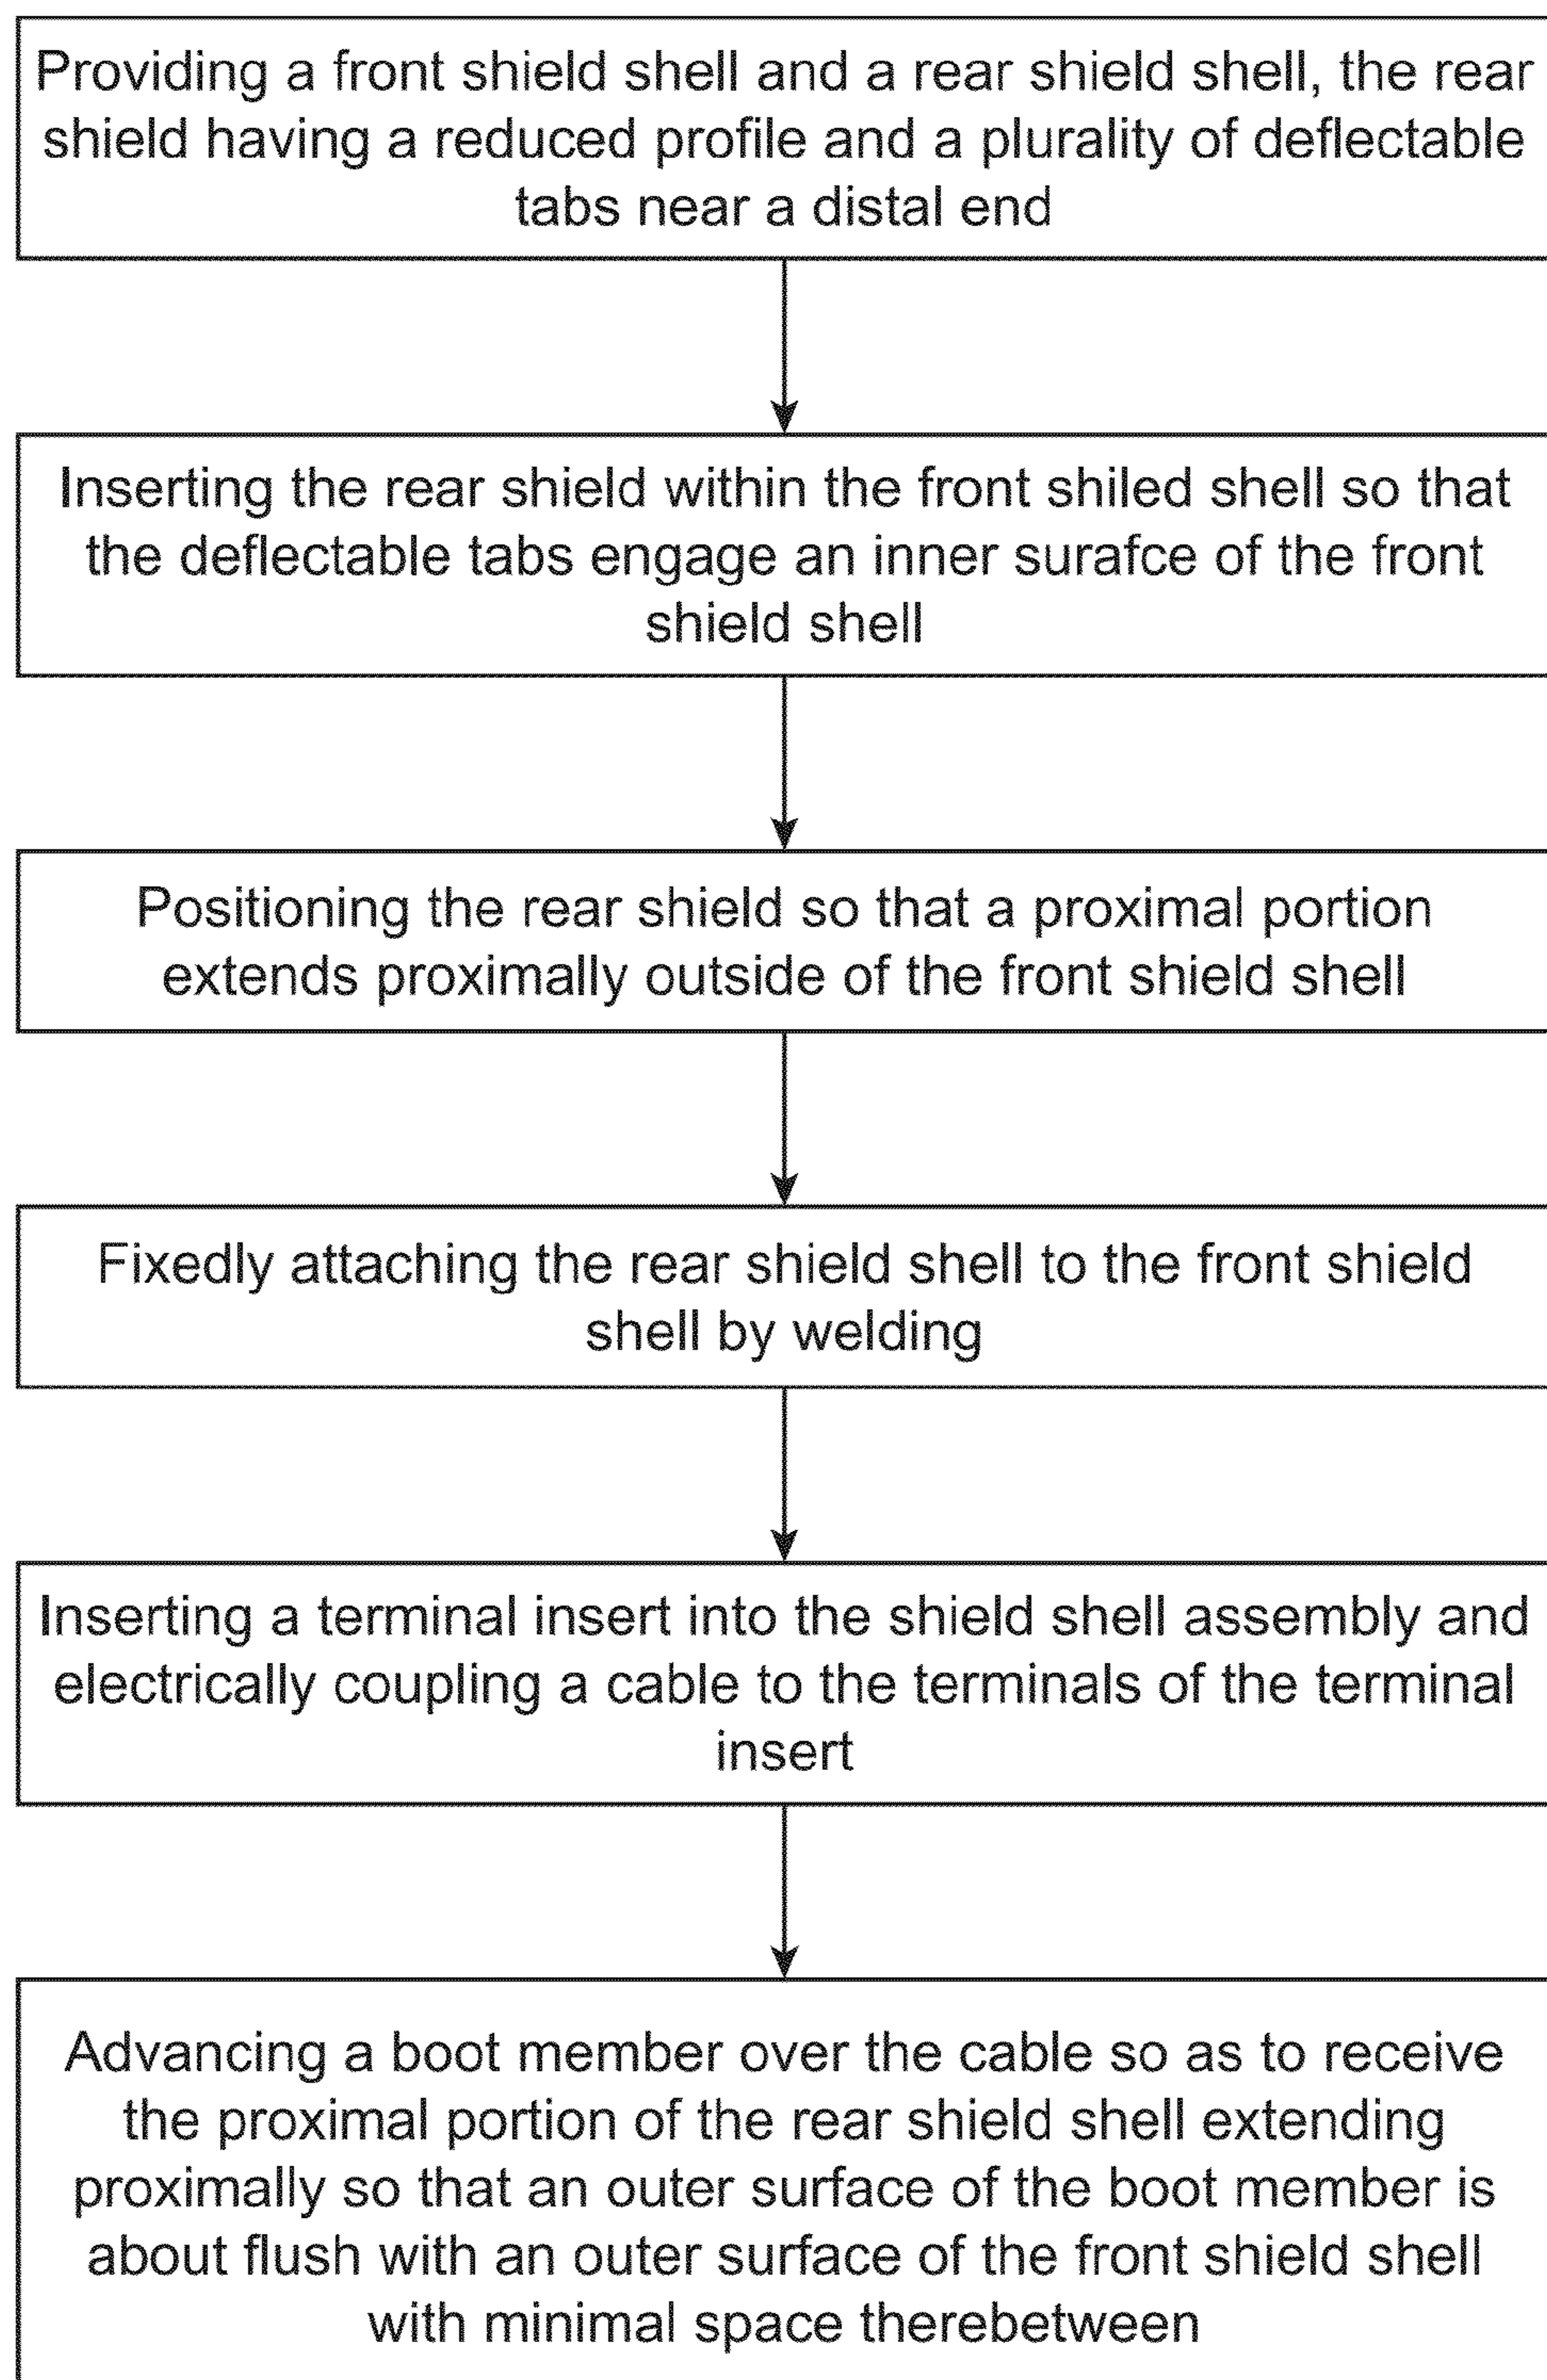 Providing a front shield shell and a rear shield shell, the rear
shield having a reduced profile and a plurality of deflectable
tabs near a distal end
Inserting the rear shield within the front shiled shell so that
the deflectable tabs engage an inner surafce of the front
shield shell
Positioning the rear shield so that a proximal portion
extends proximally outside of the front shield shell
Fixedly attaching the rear shield shell to the front shield
shell by welding
Inserting a terminal insert into the shield shell assembly and
electrically coupling a cable to the terminals of the terminal
insert
Advancing a boot member over the cable so as to receive
the proximal portion of the rear shield shell extending
proximally so that an outer surface of the boot member is
about flush with an outer surface of the front shield shell
with minimal space therebetween